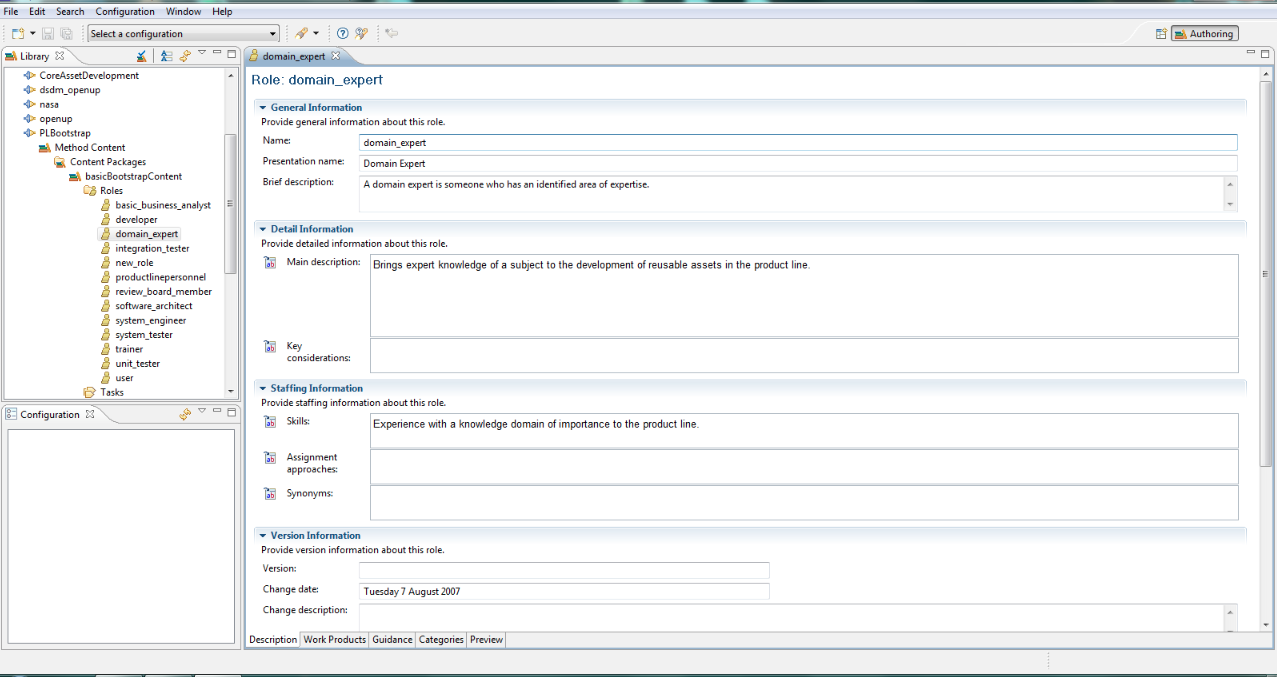 File Edit Search Configuration Window Help
Select a configuration
Authoring
Library
CoreAssetDevelopment
dsdm_openup
nasa
openup
PLBootstrap
Method Content
Content Packages
basicBootstrapContent
Roles
basic_business_analyst
developer
domain_expert
integration_tester
new_role
productlinepersonnel
review_board_member
software_architect
system_engineer
system_tester
trainer
unit_tester
user
Tasks
Configuration
domain_expert
Role: domain_expert
General Information
Provide general information about this role.
Name: domain_expert
Presentation name: Domain Expert
Brief description: A domain expert is someone who has an identified area of expertise.
Detail Information
Provide detailed information about this role.
Main description: Brings expert knowledge of a subject to the development of reusable assets in the product line.
Key
considerations:
Staffing Information
Provide staffing information about this role.
Skills: Experience with a knowledge domain of importance to the product line.
Assignment
approaches:
Synonyms:
Version Information
Provide version information about this role.
Version:
Change date: Tuesday 7 August 2007
Change description:
Description Work Products Guidance Categories Preview